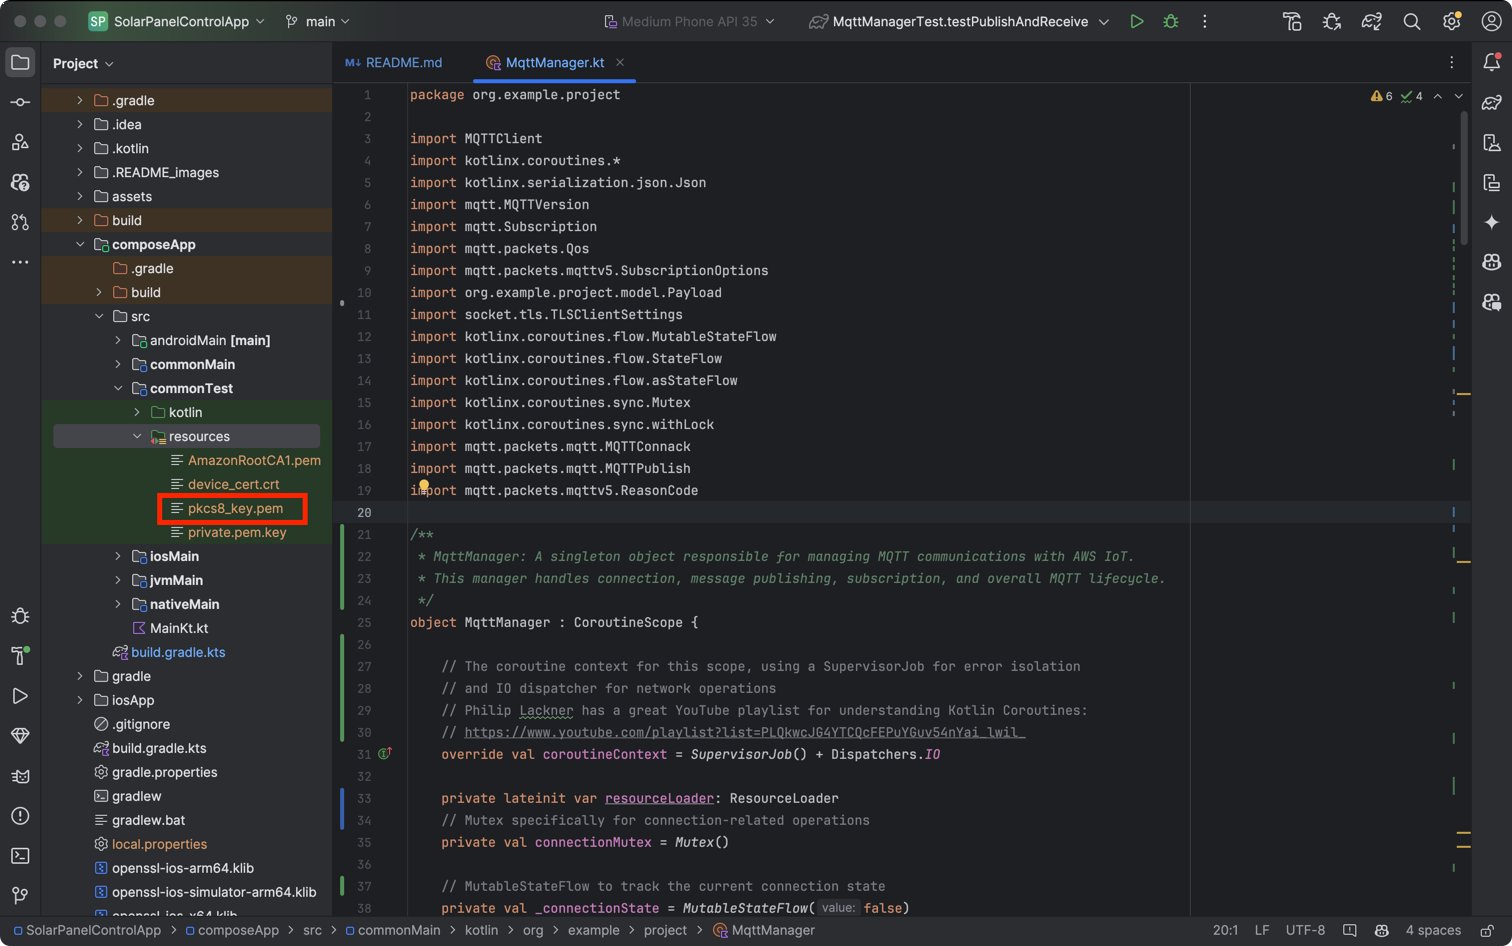 SP SolarPanelControlApp main Medium Phone API 35 MqttManagerTest.testPublishAndReceive
Project
README.md MqttManager.kt
6 4
.gradle
.idea
.kotlin
.README_images
assets
build
composeApp
.gradle
build
src
androidMain [main]
commonMain
commonTest
kotlin
resources
AmazonRootCA1.pem
device_cert.crt
pkcs8_key.pem
private.pem.key
iosMain
jvmMain
nativeMain
MainKt.kt
build.gradle.kts
gradle
iosApp
.gitignore
build.gradle.kts
gradle.properties
gradlew
gradlew.bat
local.properties
openssl-ios-arm64.klib
openssl-ios-simulator-arm64.klib
openssl-ios-x64.klib
1 package org.example.project
2
3 import MQTTClient
4 import kotlinx.coroutines.*
5 import kotlinx.serialization.json.Json
6 import mqtt.MQTTVersion
7 import mqtt.Subscription
8 import mqtt.packets.Qos
9 import mqtt.packets.mqttv5.SubscriptionOptions
10 import org.example.project.model.Payload
11 import socket.tls.TLSClientSettings
12 import kotlinx.coroutines.flow.MutableStateFlow
13 import kotlinx.coroutines.flow.StateFlow
14 import kotlinx.coroutines.flow.asStateFlow
15 import kotlinx.coroutines.sync.Mutex
16 import kotlinx.coroutines.sync.withLock
17 import mqtt.packets.mqtt.MQTTConnack
18 import mqtt.packets.mqtt.MQTTPublish
19 import mqtt.packets.mqttv5.ReasonCode
20
21 /**
22 * MqttManager: A singleton object responsible for managing MQTT communications with AWS IoT.
23 * This manager handles connection, message publishing, subscription, and overall MQTT lifecycle.
24 */
25 object MqttManager : CoroutineScope {
26
27 // The coroutine context for this scope, using a SupervisorJob for error isolation
28 // and IO dispatcher for network operations
29 // Philip Lackner has a great YouTube playlist for understanding Kotlin Coroutines:
30 // https://www.youtube.com/playlist?list=PLQkwcJG4YTCQcFEPuYGuv54nYai_lwil_
31 override val coroutineContext = SupervisorJob() + Dispatchers.IO
32
33 private lateinit var resourceLoader: ResourceLoader
34 // Mutex specifically for connection-related operations
35 private val connectionMutex = Mutex()
36
37 // MutableStateFlow to track the current connection state
38 private val _connectionState = MutableStateFlow( value: false)
SolarPanelControlApp > composeApp > src > commonMain > kotlin > org > example > project > MqttManager 20:1 LF UTF-8 4 spaces